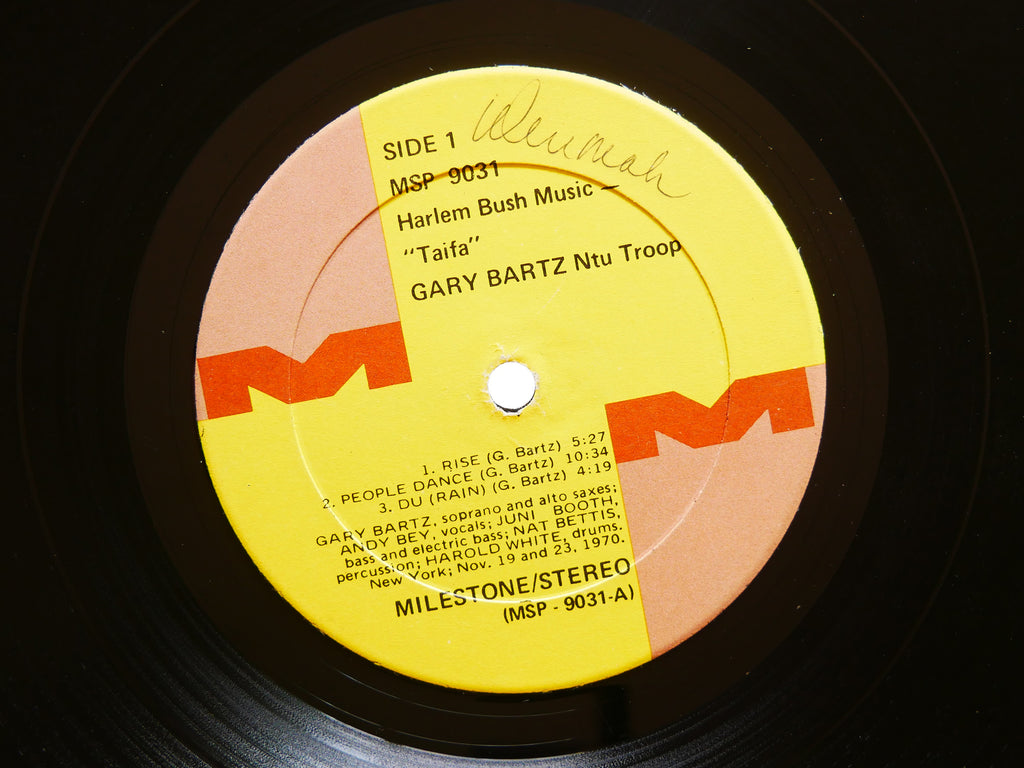 SIDE 1
MSP 9031
Harlem Bush Music –
"Taifa"
GARY BARTZ Ntu Troop
1. RISE (G. Bartz) 5:27
2. PEOPLE DANCE (G. Bartz) 10:34
3. DU (RAIN) (G. Bartz) 4:19
GARY BARTZ, soprano and alto saxes;
ANDY BEY, vocals; JUNI BOOTH,
bass and electric bass; NAT BETTIS,
percussion; HAROLD WHITE, drums.
New York; Nov. 19 and 23, 1970.
MILESTONE/STEREO
(MSP - 9031-A)